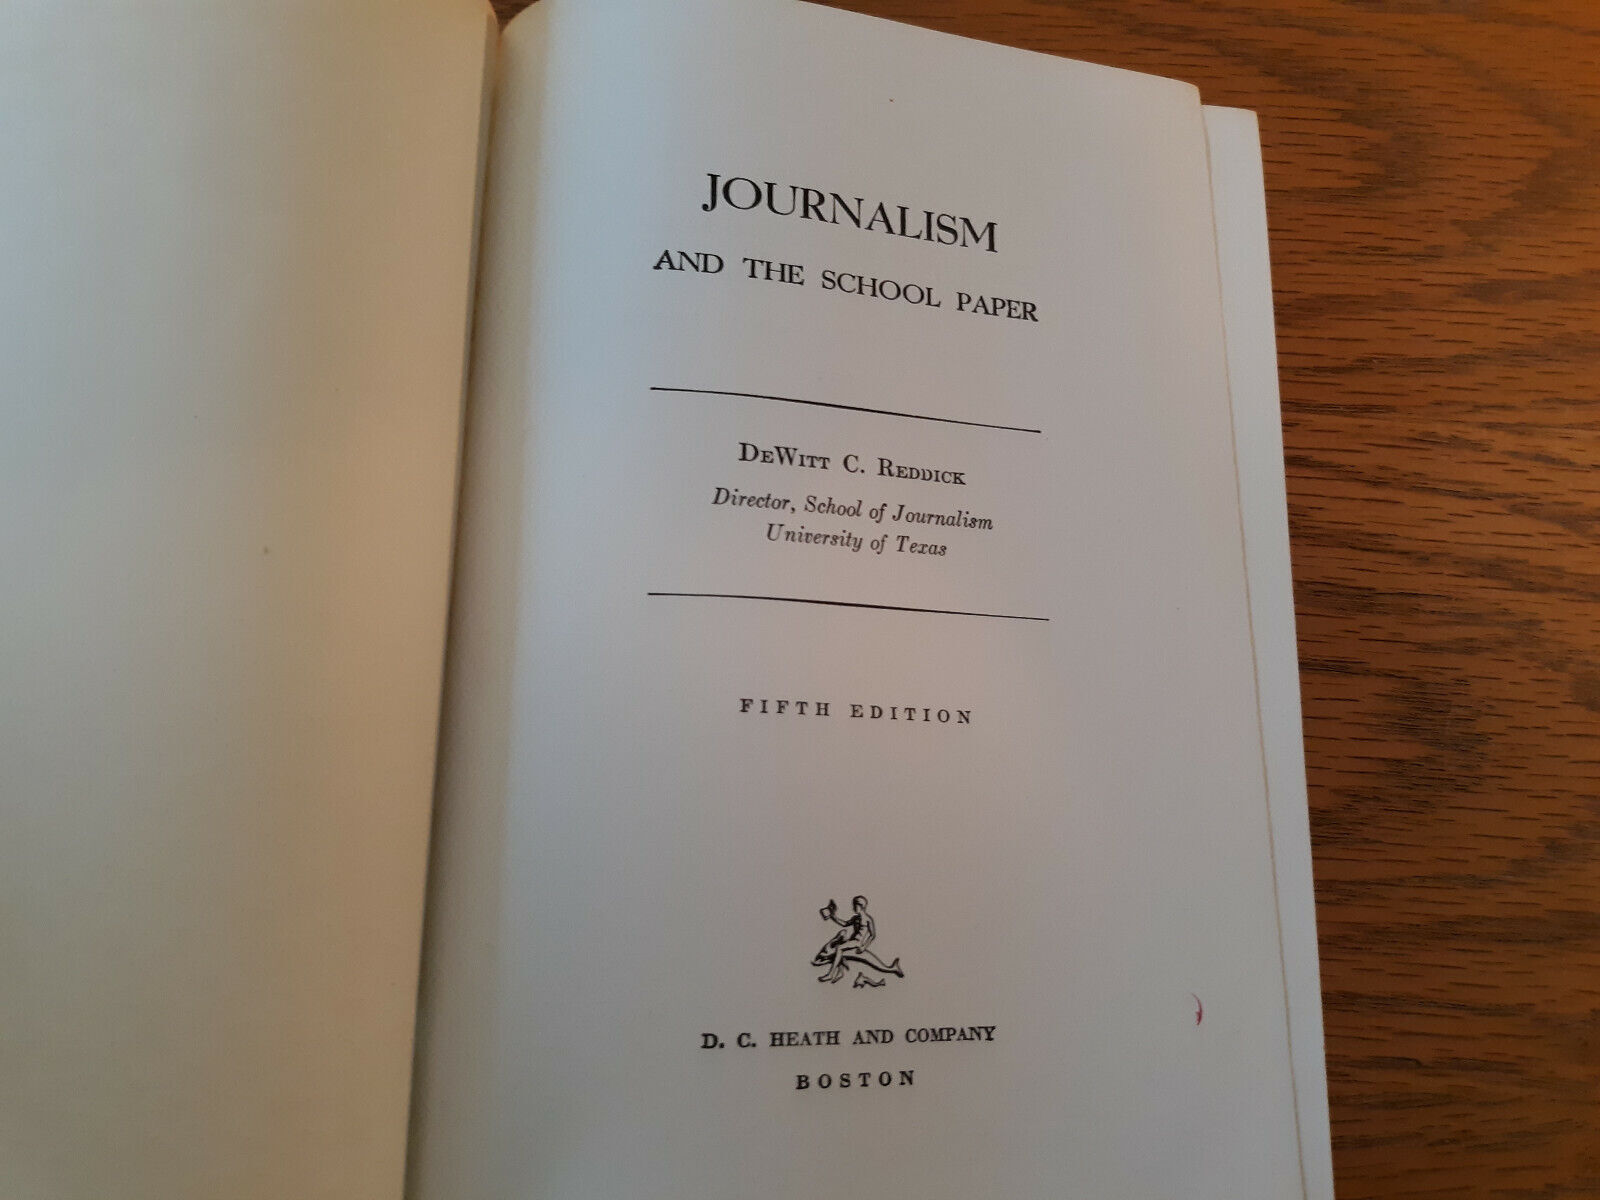 JOURNALISM
AND THE SCHOOL PAPER
DEWITT C. REDDICK
Director, School of Journalism
University of Texas
FIFTH EDITION
D. C. HEATH AND COMPANY
BOSTON